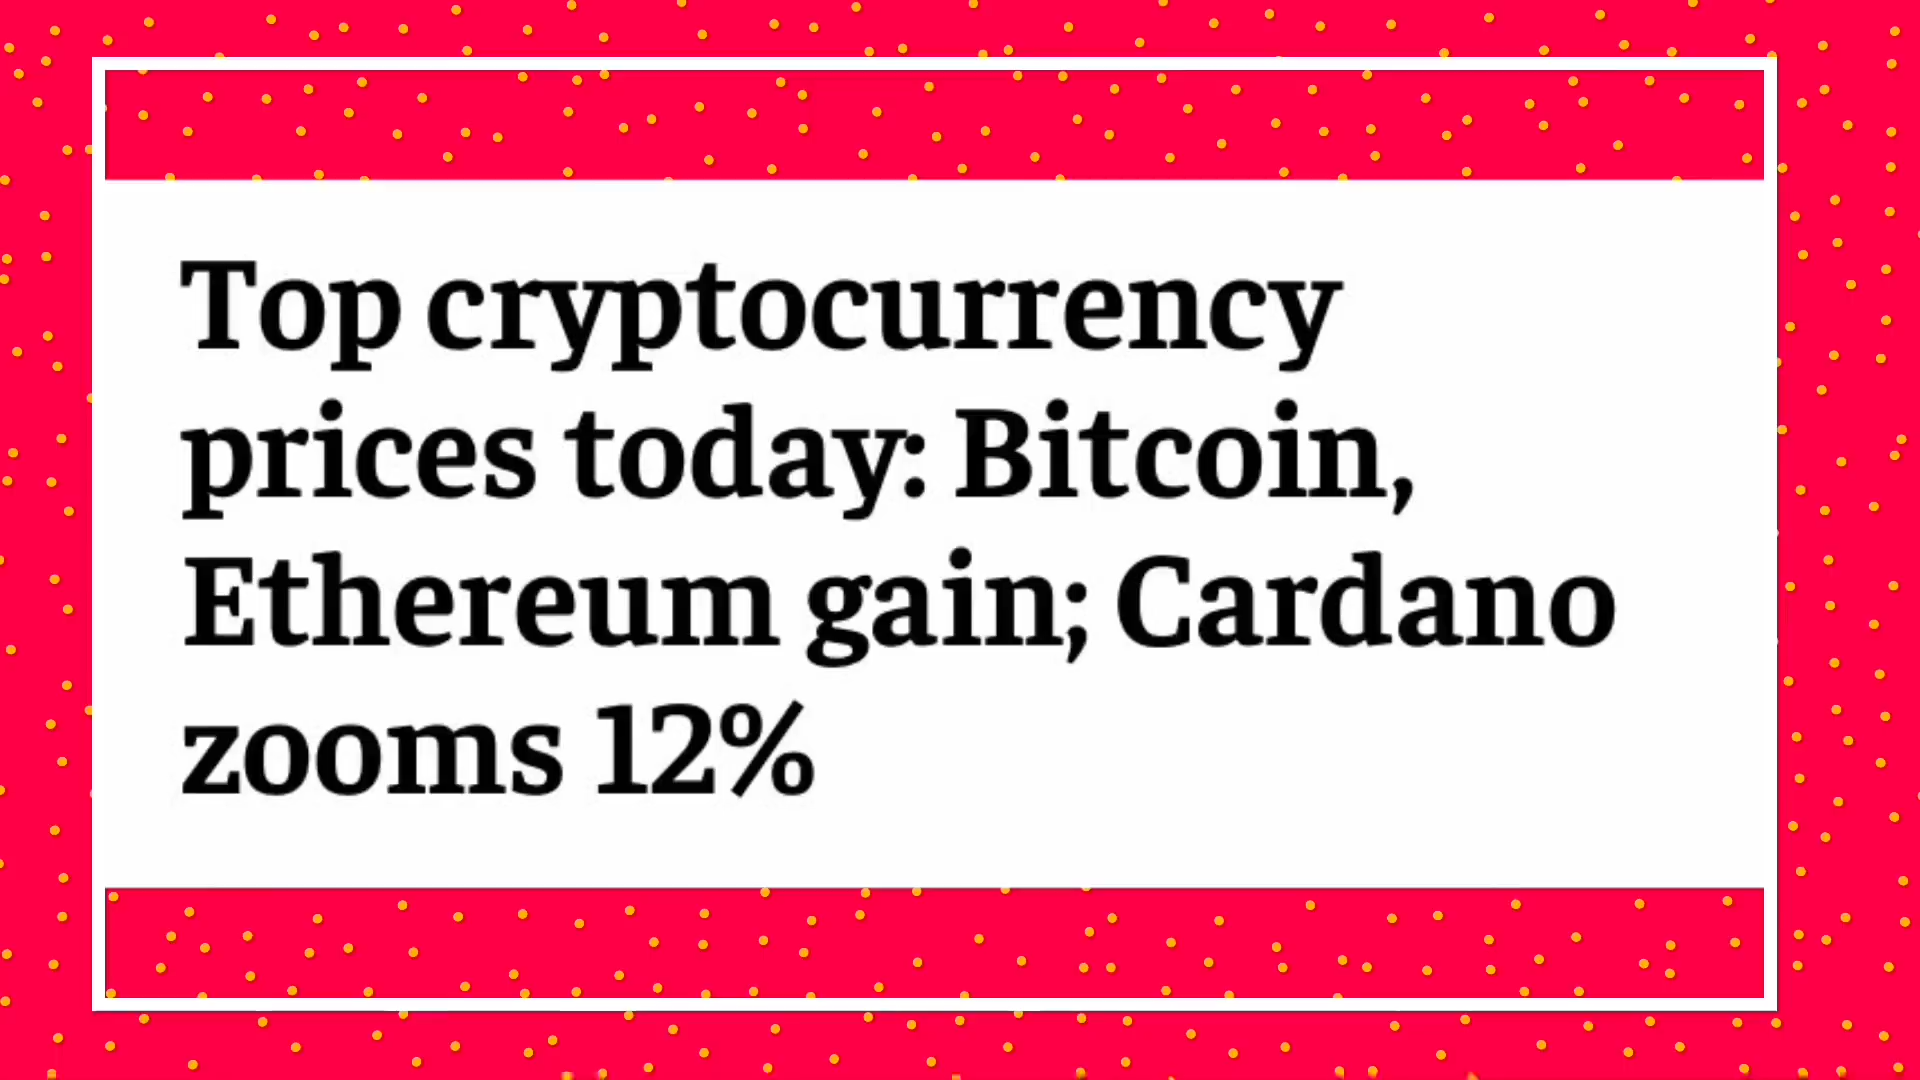 Top cryptocurrency
prices today: Bitcoin,
Ethereum gain; Cardano
zooms 12%